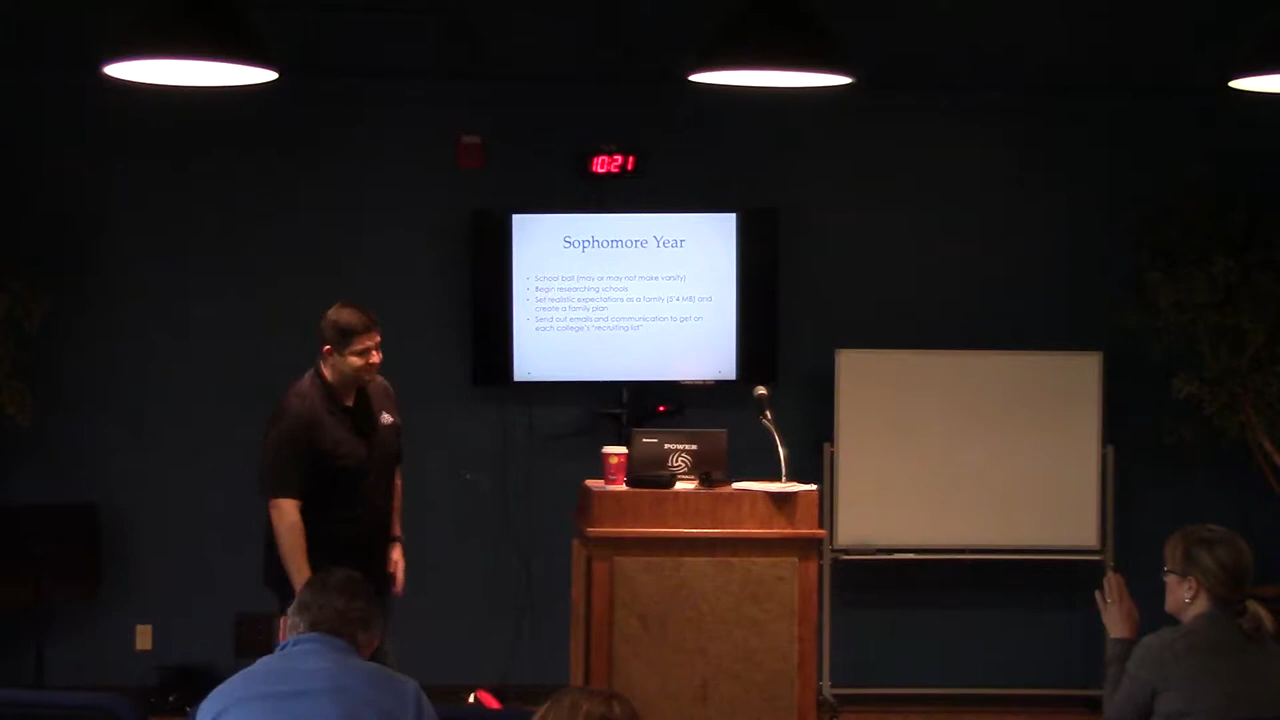 10:21
Sophomore Year
• School ball (may or may not make varsity)
• Begin researching schools
• Set realistic expectations as a family (5'4 MB) and
create a family plan
• Send out emails and communication to get on
each college's "recruiting list"
lenovo
POWER